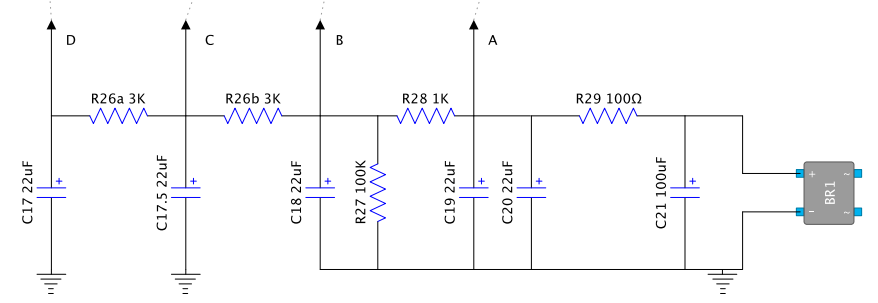 D
C
B
A
R26a 3K
R26b 3K
R28 1K
R29 100Ω
C17 22uF
+
C17.5 22uF
+
C18 22uF
+
R27 100K
C19 22uF
+
C20 22uF
+
C21 100uF
+
+
-
BR1
~
~